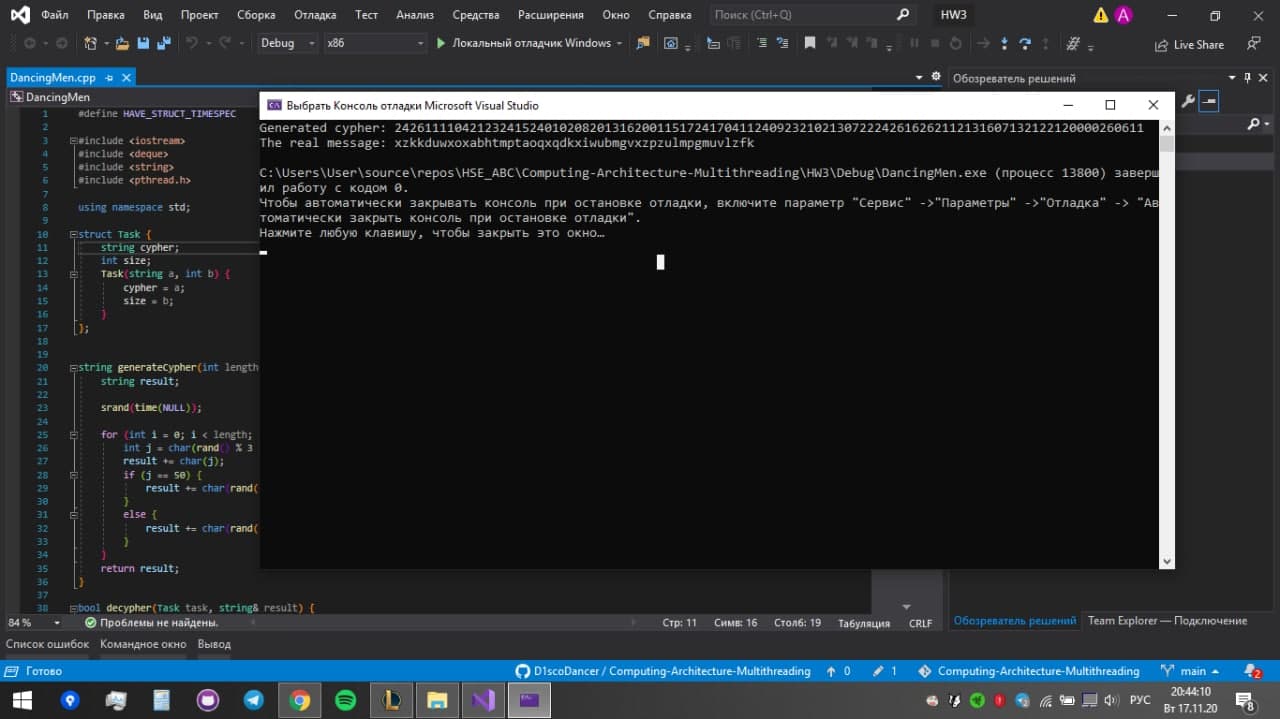 Файл Правка Вид Проект Сборка Отладка Тест Анализ Средства Расширения Окно Справка Поиск (Ctrl+Q) HW3 A
Debug x86 Локальный отладчик Windows Live Share
DancingMen.cpp Обозреватель решений
DancingMen
Выбрать Консоль отладки Microsoft Visual Studio
Generated cypher: 2426111104212324152401020820131620011517241704112409232102130722242616262112131607132122120000260611
The real message: xzkkduwxoxabhtmptaoqxqdkxiwubmgvxzpzulmpgmuvlzfk
C:\Users\User\source\repos\HSE_ABC\Computing-Architecture-Multithreading\HW3\Debug\DancingMen.exe (процесс 13800) заверш
ил работу с кодом 0.
Чтобы автоматически закрывать консоль при остановке отладки, включите параметр "Сервис" ->"Параметры" ->"Отладка" -> "Ав
томатически закрыть консоль при остановке отладки".
Нажмите любую клавишу, чтобы закрыть это окно…
1 #define HAVE_STRUCT_TIMESPEC
2
3 #include <iostream>
4 #include <deque>
5 #include <string>
6 #include <pthread.h>
7
8 using namespace std;
9
10 struct Task {
11 string cypher;
12 int size;
13 Task(string a, int b) {
14 cypher = a;
15 size = b;
16 }
17 };
18
19
20 string generateCypher(int length
21 string result;
22
23 srand(time(NULL));
24
25 for (int i = 0; i < length;
26 int j = char(rand() % 3
27 result += char(j);
28 if (j == 50) {
29 result += char(rand(
30 }
31 else {
32 result += char(rand(
33 }
34 }
35 return result;
36 }
37
38 bool decypher(Task task, string& result) {
84 % Проблемы не найдены. Стр: 11 Симв: 16 Столб: 19 Табуляция CRLF
Обозреватель решений Team Explorer — Подключение
Список ошибок Командное окно Вывод
Готово D1scoDancer / Computing-Architecture-Multithreading 0 1 Computing-Architecture-Multithreading main 2
РУС
20:44:10
Вт 17.11.20
8